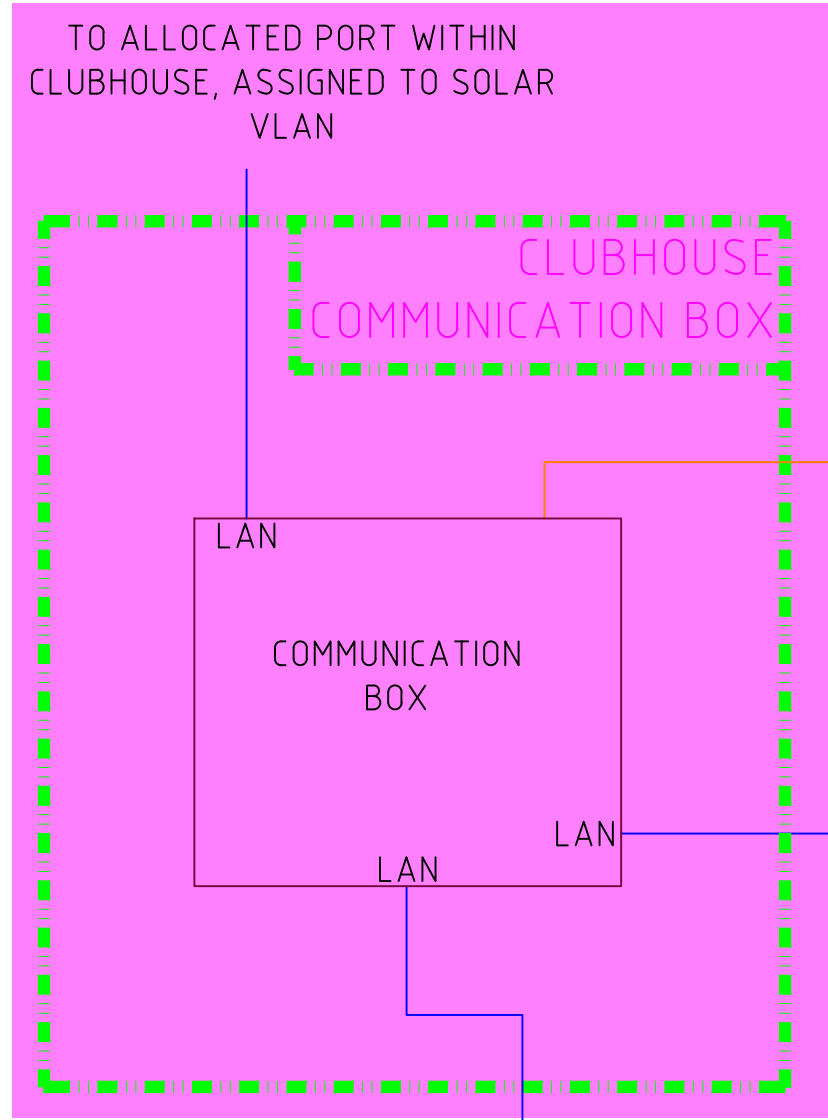 TO ALLOCATED PORT WITHIN
CLUBHOUSE, ASSIGNED TO SOLAR
VLAN
CLUBHOUSE
COMMUNICATION BOX
LAN
COMMUNICATION
BOX
LAN
LAN